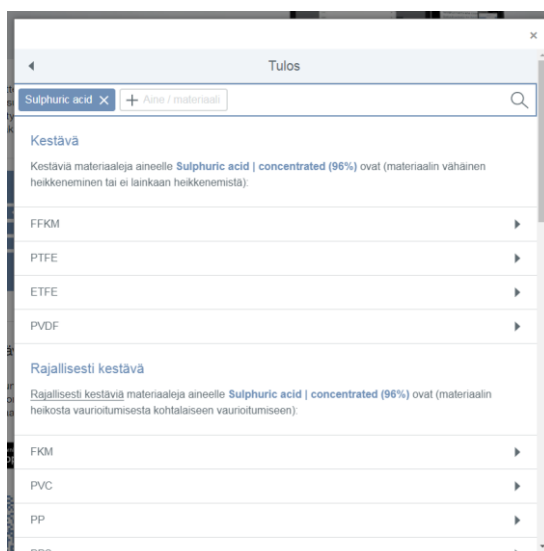 Tulos
Sulphuric acid
Aine / materiaali
Kestävä
Kestäviä materiaaleja aineelle Sulphuric acid | concentrated (96%) ovat (materiaalin vähäinen
heikkeneminen tai ei lainkaan heikkenemistä):
FFKM
PTFE
ETFE
PVDF
Rajallisesti kestävä
Rajallisesti kestäviä materiaaleja aineelle Sulphuric acid | concentrated (96%) ovat (materiaalin
heikosta vaurioitumisesta kohtalaiseen vaurioitumiseen):
FKM
PVC
PP